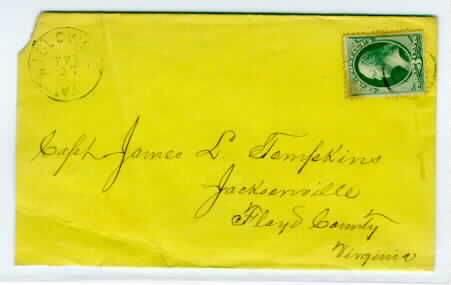 Capt. James L. Tompkins
Jacksonville
Floyd County
Virginia